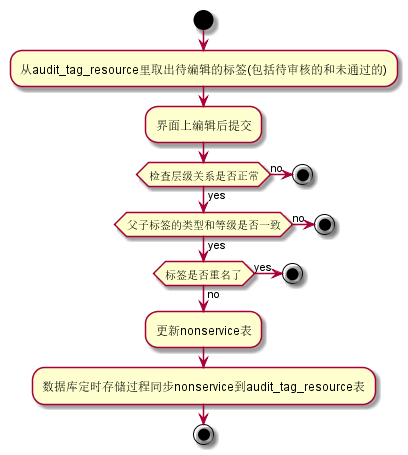 从audit_tag_resource里取出待编辑的标签(包括待审核的和未通过的)
界面上编辑后提交
检查层级关系是否正常
no
yes
父子标签的类型和等级是否一致
no
yes
标签是否重名了
yes
no
更新nonservice表
数据库定时存储过程同步nonservice到audit_tag_resource表